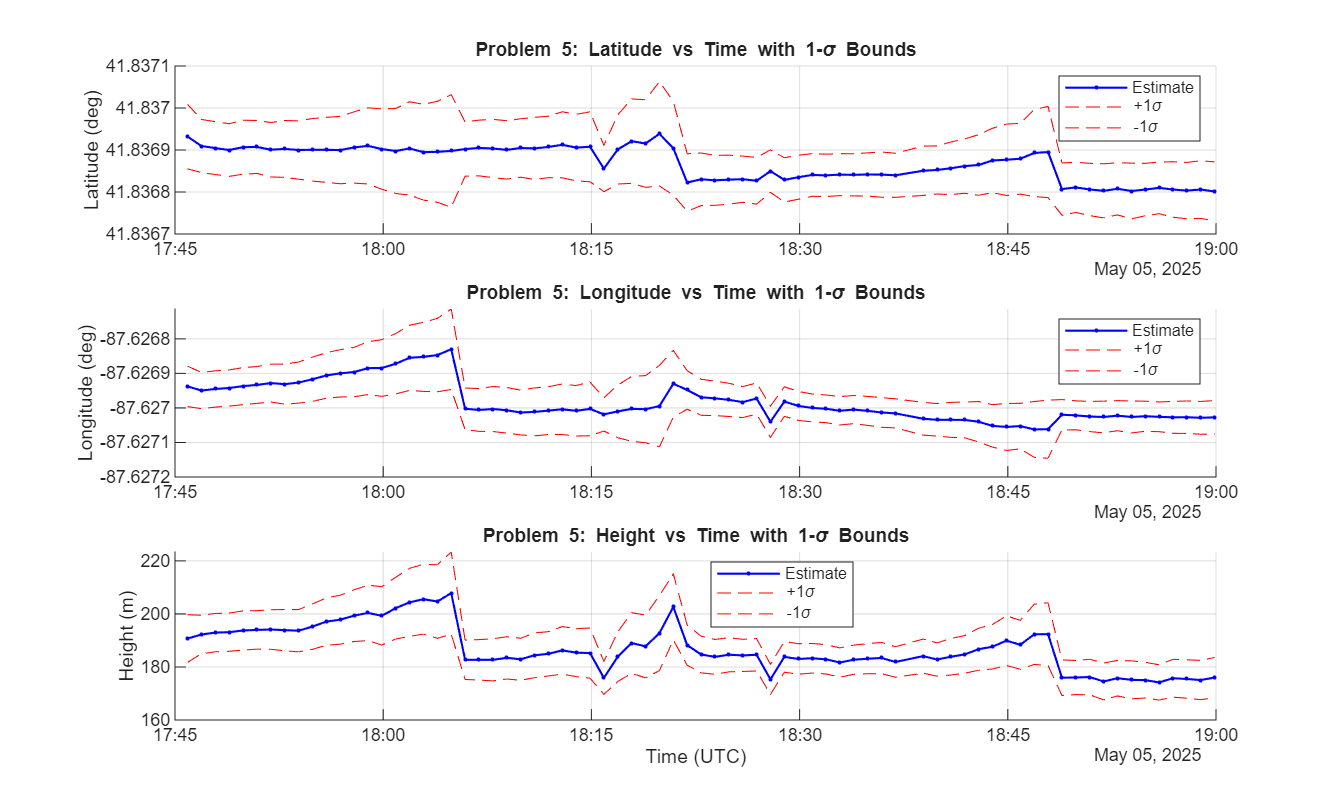 Problem 5: Latitude vs Time with 1-σ Bounds
Latitude (deg)
41.8371
41.837
41.8369
41.8368
41.8367
Estimate
+1σ
-1σ
17:45
18:00
18:15
18:30
18:45
19:00
May 05, 2025
Problem 5: Longitude vs Time with 1-σ Bounds
Longitude (deg)
-87.6268
-87.6269
-87.627
-87.6271
-87.6272
Estimate
+1σ
-1σ
17:45
18:00
18:15
18:30
18:45
19:00
May 05, 2025
Problem 5: Height vs Time with 1-σ Bounds
Height (m)
220
200
180
160
Estimate
+1σ
-1σ
17:45
18:00
18:15
18:30
18:45
19:00
Time (UTC)
May 05, 2025